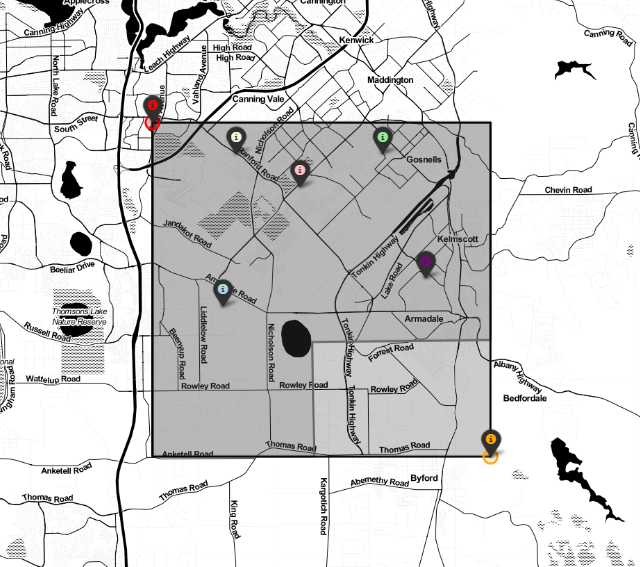 Applecross
Cannington
Canning Highway
Leach Highway
High Road
High Road
Kenwick
Canning Road
North Lake Road
Vahland Avenue
Maddington
Canning Vale
South Street
Nicholson Road
Ranford Road
Gosnells
Chevin Road
Jandakot Road
Kelmscott
Tonkin Highway
Beeliar Drive
Lake Road
Thomsons Lake
Nature Reserve
Russell Road
Liddelow Road
Beenyup Road
Nicholson Road
Tonkin Highway
Armadale
Forrest Road
Albany Highway
Wattelup Road
Rowley Road
Rowley Road
Rowley Road
Tonkin Highway
Bedfordale
Thomas Road
Thomas Road
Anketell Road
Anketell Road
Thomas Road
Thomas Road
King Road
Kargotich Road
Abernethy Road
Byford